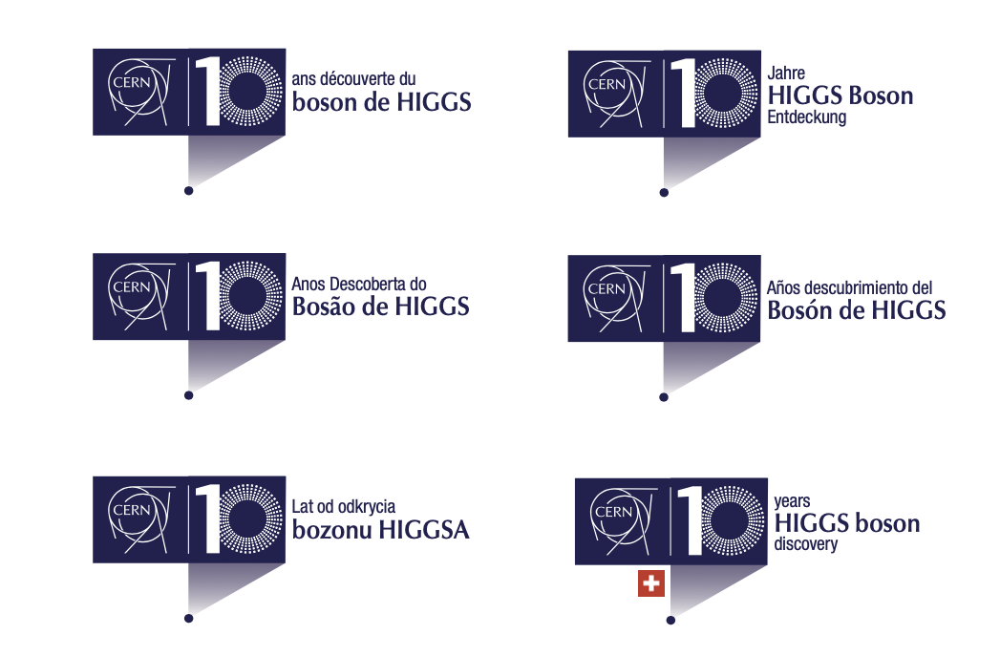 CERN
10
ans découverte du
boson de HIGGS
CERN
10
Jahre
HIGGS Boson
Entdeckung
CERN
10
Anos Descoberta do
Bosão de HIGGS
CERN
10
Años descubrimiento del
Bosón de HIGGS
CERN
10
Lat od odkrycia
bozonu HIGGSA
CERN
10
years
HIGGS boson
discovery